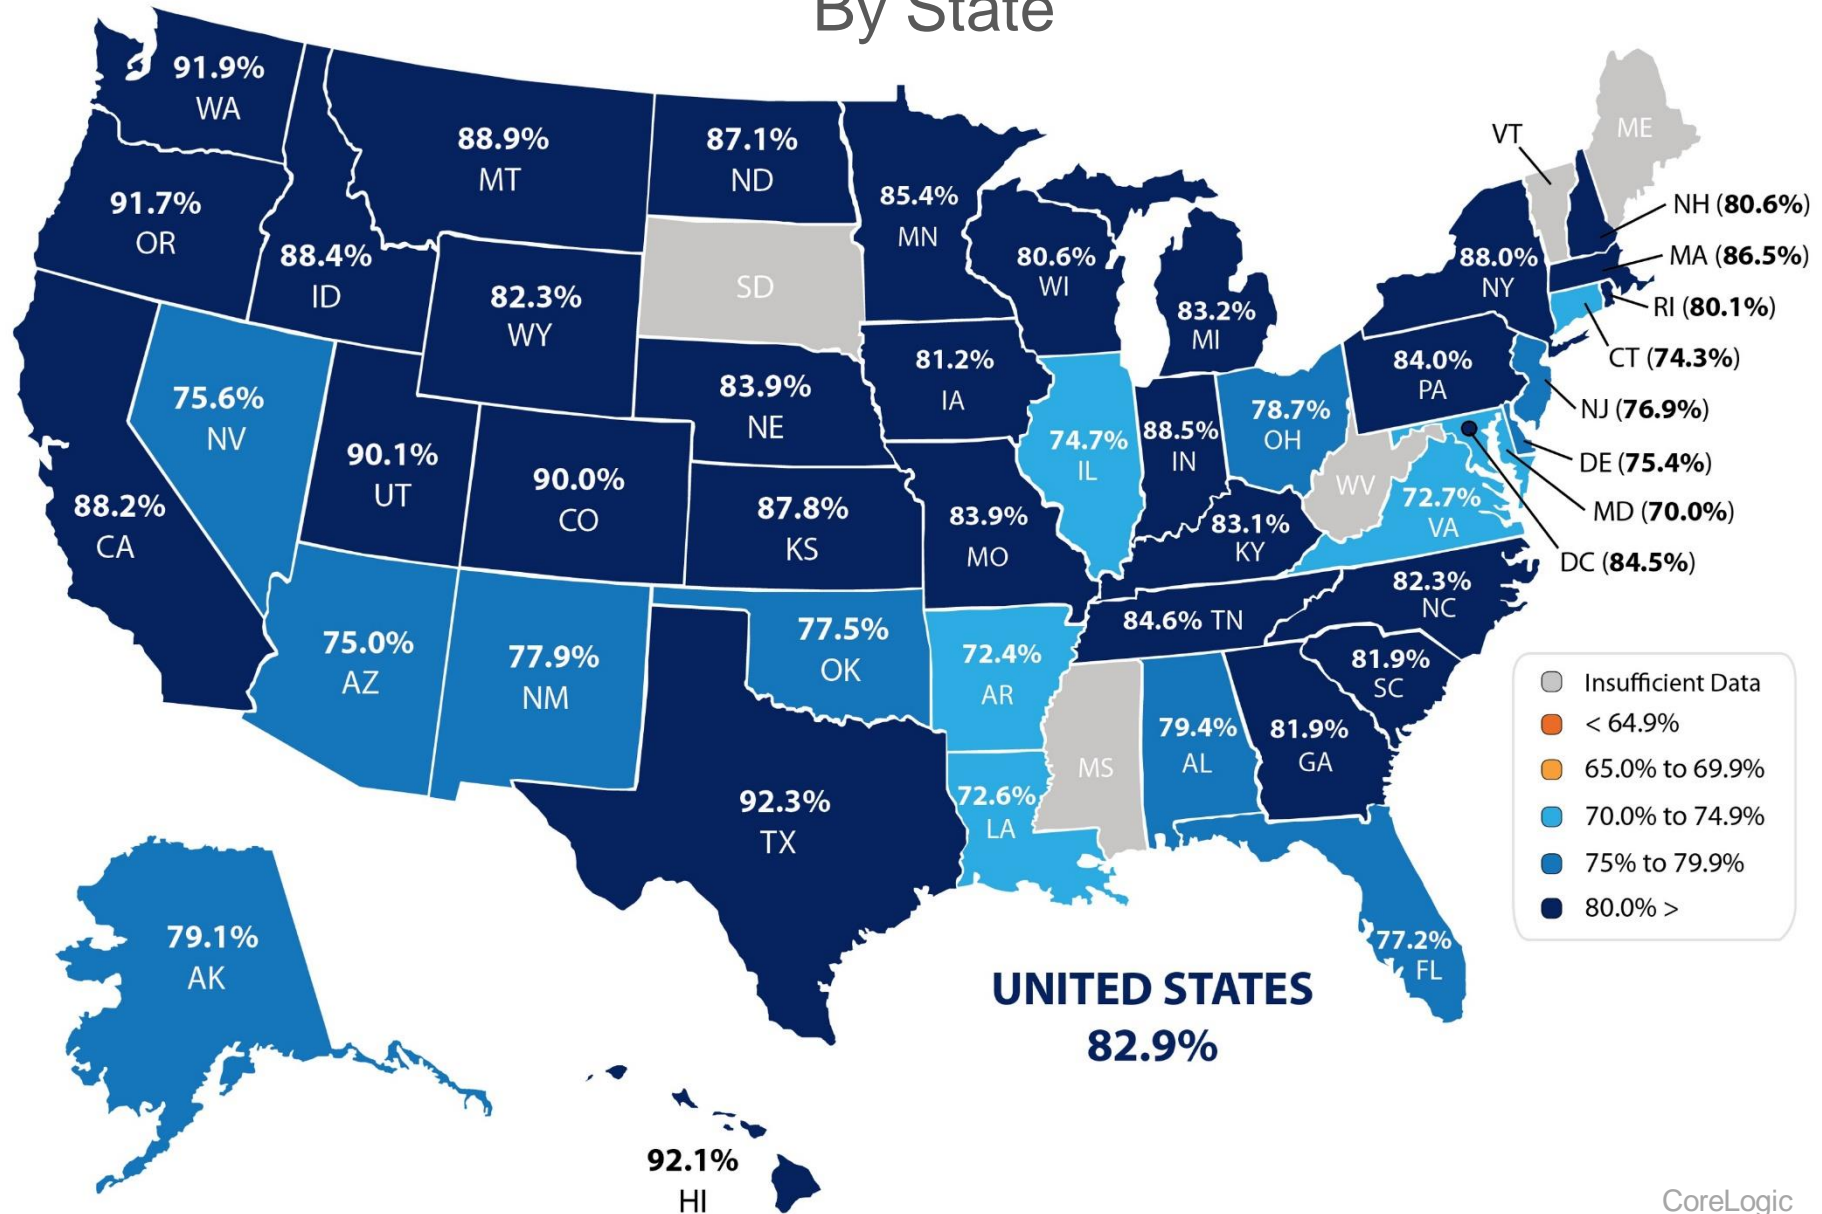 By State
91.9%
WA
91.7%
OR
88.4%
ID
88.9%
MT
87.1%
ND
85.4%
MN
80.6%
WI
83.2%
MI
82.3%
WY
SD
83.9%
NE
81.2%
IA
75.6%
NV
90.1%
UT
90.0%
CO
87.8%
KS
83.9%
MO
74.7%
IL
88.5%
IN
78.7%
OH
84.0%
PA
88.0%
NY
VT
ME
NH (80.6%)
MA (86.5%)
RI (80.1%)
CT (74.3%)
NJ (76.9%)
DE (75.4%)
MD (70.0%)
DC (84.5%)
WV
72.7%
VA
83.1%
KY
88.2%
CA
75.0%
AZ
77.9%
NM
77.5%
OK
72.4%
AR
84.6% TN
82.3%
NC
81.9%
SC
81.9%
GA
79.4%
AL
MS
72.6%
LA
92.3%
TX
77.2%
FL
79.1%
AK
92.1%
HI
UNITED STATES
82.9%
Insufficient Data
< 64.9%
65.0% to 69.9%
70.0% to 74.9%
75% to 79.9%
80.0% >
CoreLogic